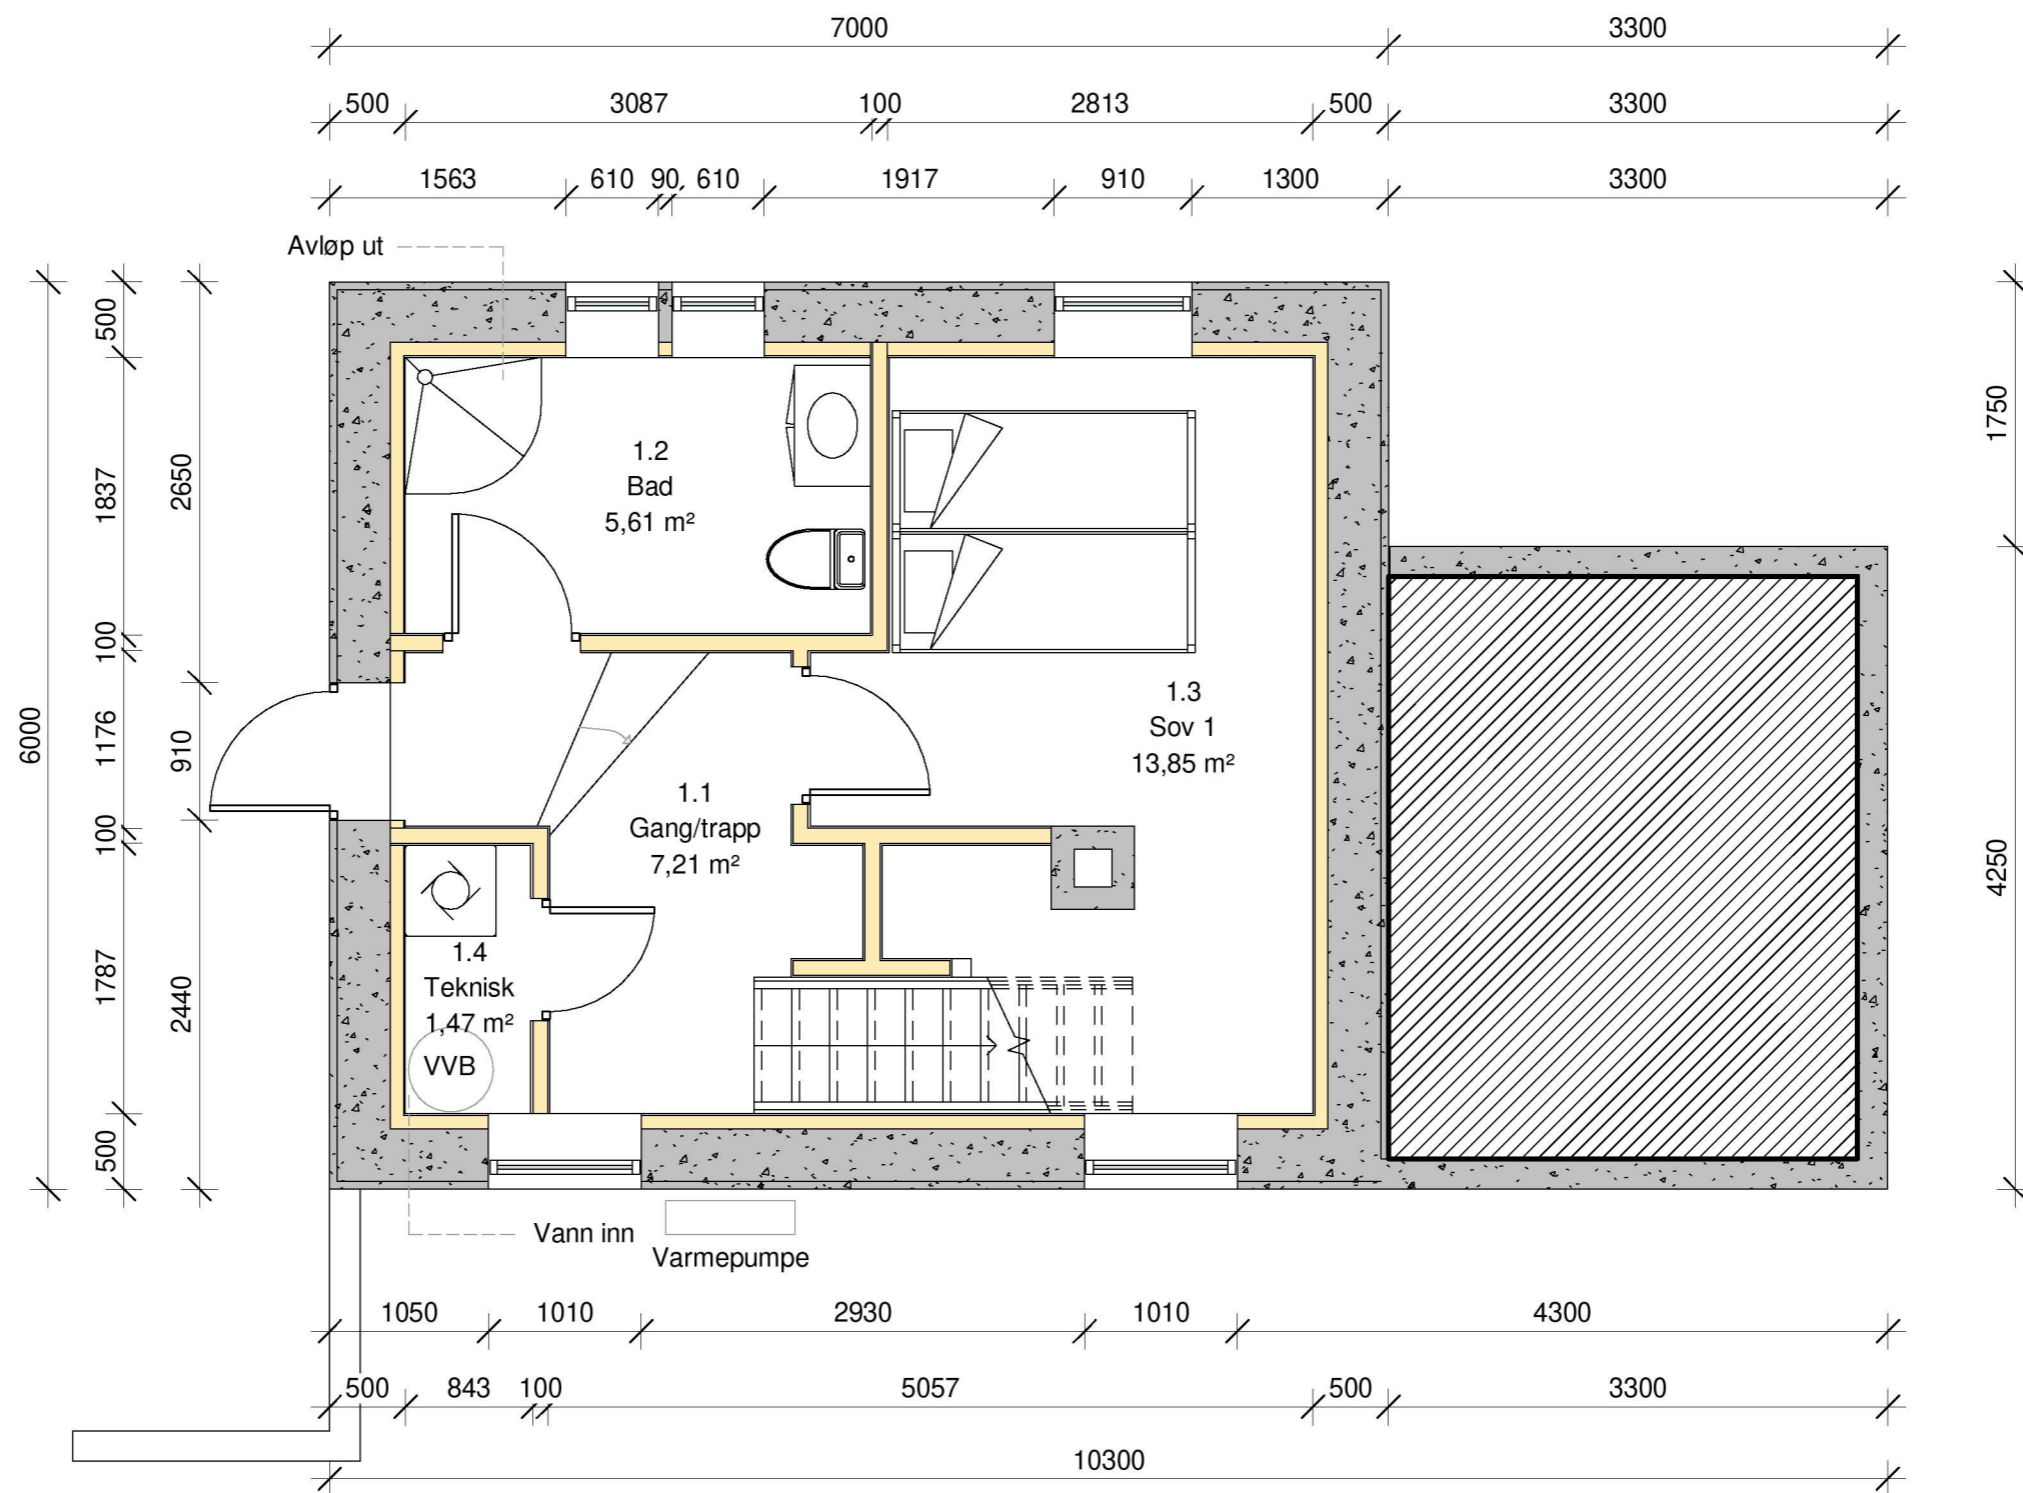 7000 3300
500 3087 100 2813 500 3300
1563 610 90 610 1917 910 1300 3300
Avløp ut
6000
500 1837 100 1176 100 1787 500
2650 910 2440
1750 4250
1.2
Bad
5,61 m²
1.3
Sov 1
13,85 m²
1.1
Gang/trapp
7,21 m²
1.4
Teknisk
1,47 m²
VVB
Vann inn
Varmepumpe
1050 1010 2930 1010 4300
500 843 100 5057 500 3300
10300